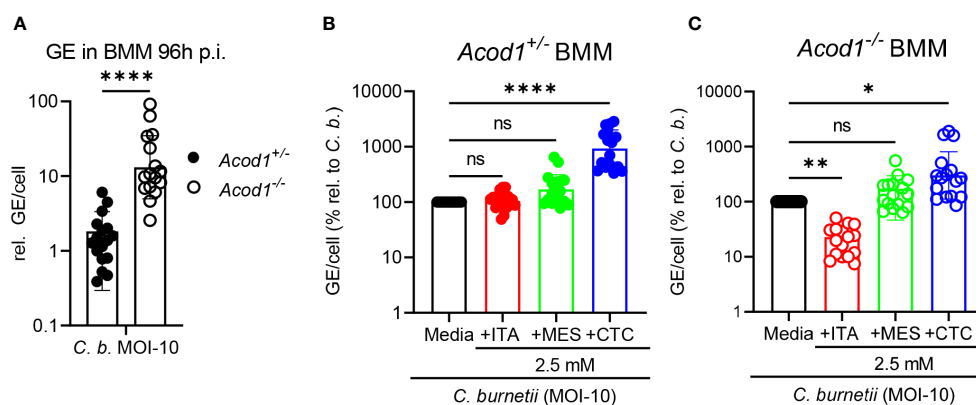 A
GE in BMM 96h p.i.
****
rel. GE/cell
100
10
1
0.1
C. b. MOI-10
Acod1+/-
Acod1-/-
B
Acod1+/- BMM
****
ns
ns
GE/cell (% rel. to C. b.)
10000
1000
100
10
1
Media +ITA +MES +CTC
2.5 mM
C. burnetii (MOI-10)
C
Acod1-/- BMM
*
ns
**
GE/cell (% rel. to C. b.)
10000
1000
100
10
1
Media +ITA +MES +CTC
2.5 mM
C. burnetii (MOI-10)